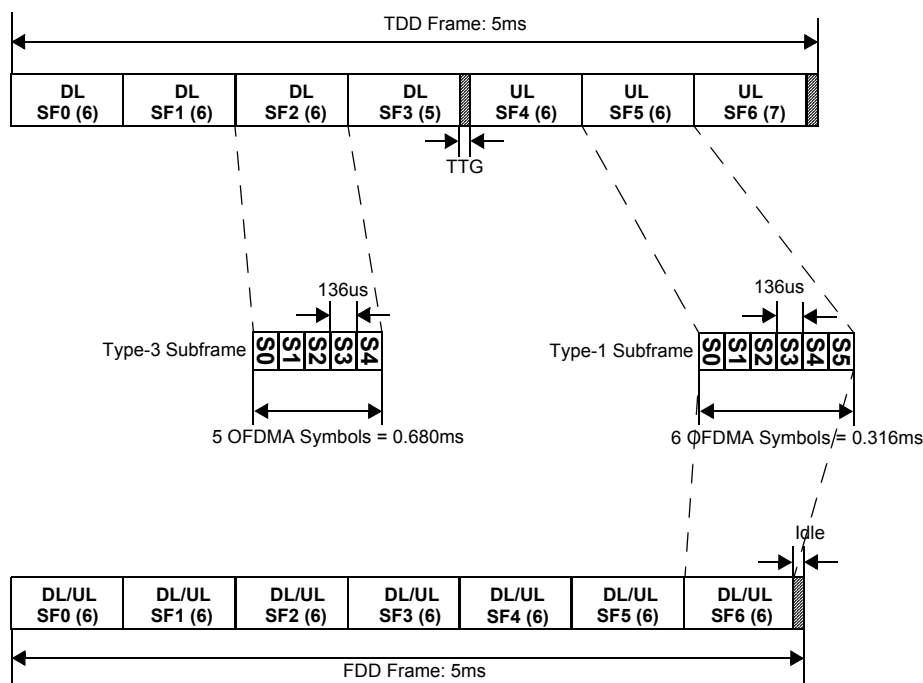 TDD Frame: 5ms
DL
SF0 (6)
DL
SF1 (6)
DL
SF2 (6)
DL
SF3 (5)
UL
SF4 (6)
UL
SF5 (6)
UL
SF6 (7)
TTG
136us
Type-3 Subframe
S0
S1
S2
S3
S4
5 OFDMA Symbols = 0.680ms
136us
Type-1 Subframe
S0
S1
S2
S3
S4
S5
6 OFDMA Symbols = 0.316ms
Idle
DL/UL
SF0 (6)
DL/UL
SF1 (6)
DL/UL
SF2 (6)
DL/UL
SF3 (6)
DL/UL
SF4 (6)
DL/UL
SF5 (6)
DL/UL
SF6 (6)
FDD Frame: 5ms